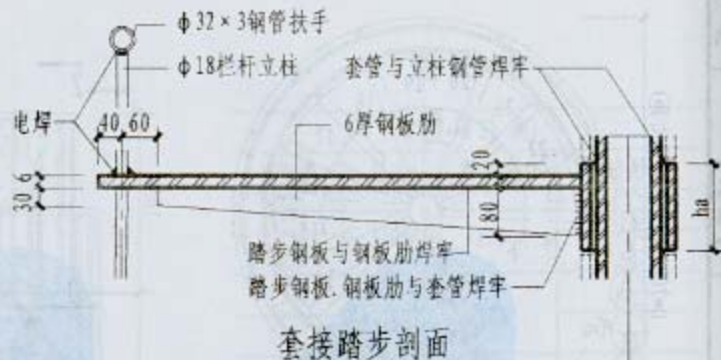 ϕ32×3钢管扶手
ϕ18栏杆立柱
套管与立柱钢管焊牢
电焊
40 60
6厚钢板肋
20
6
30
80
ha
踏步钢板与钢板肋焊牢
踏步钢板.钢板肋与套管焊牢
套接踏步剖面